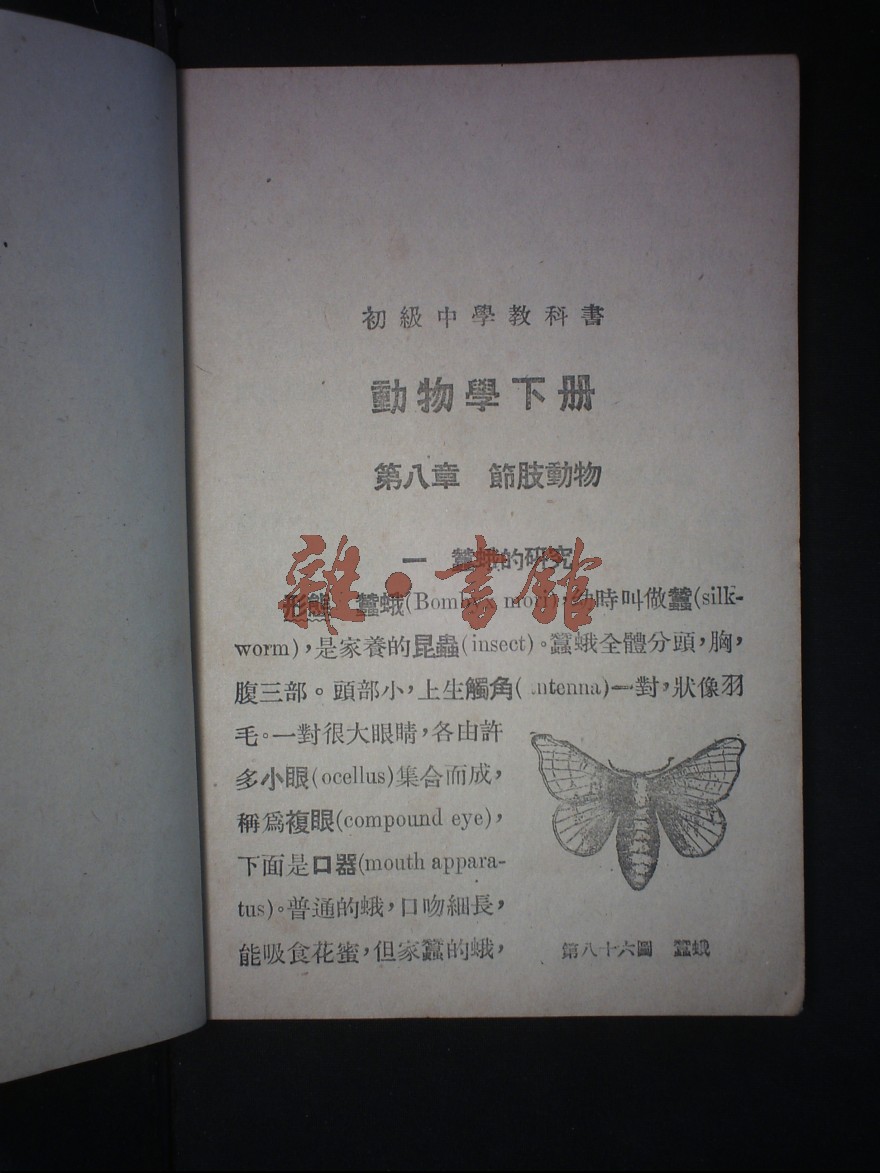 初級中學教科書
動物學下册
第八章 節肢動物
一 蠶蛾的研究
雜·書館
形態 蠶蛾(Bombyx mori),幼時叫做蠶(silk-
worm),是家養的昆蟲(insect)。蠶蛾全體分頭,胸,
腹三部。頭部小,上生觸角(antenna)一對,狀像羽
毛。一對很大眼睛,各由許
多小眼(ocellus)集合而成,
稱爲複眼(compound eye),
下面是口器(mouth appara-
tus)。普通的蛾,口吻細長,
能吸食花蜜,但家蠶的蛾,
第八十六圖 蠶蛾